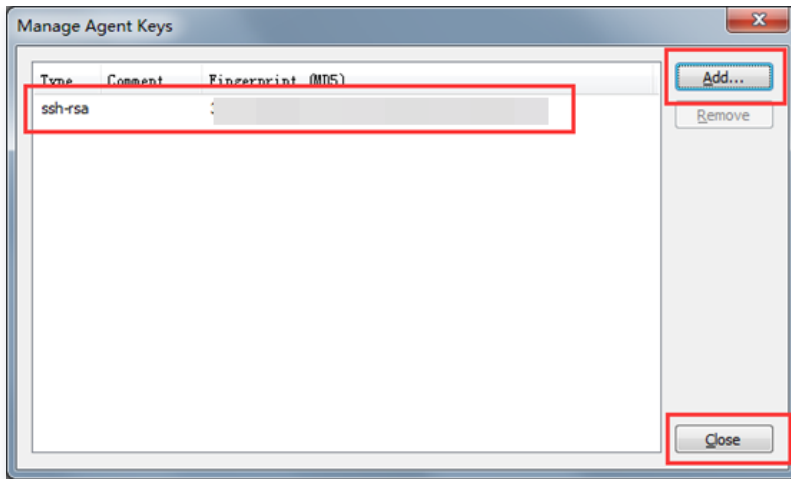 Manage Agent Keys
Type Comment Fingerprint (MD5)
ssh-rsa
Add...
Remove
Close